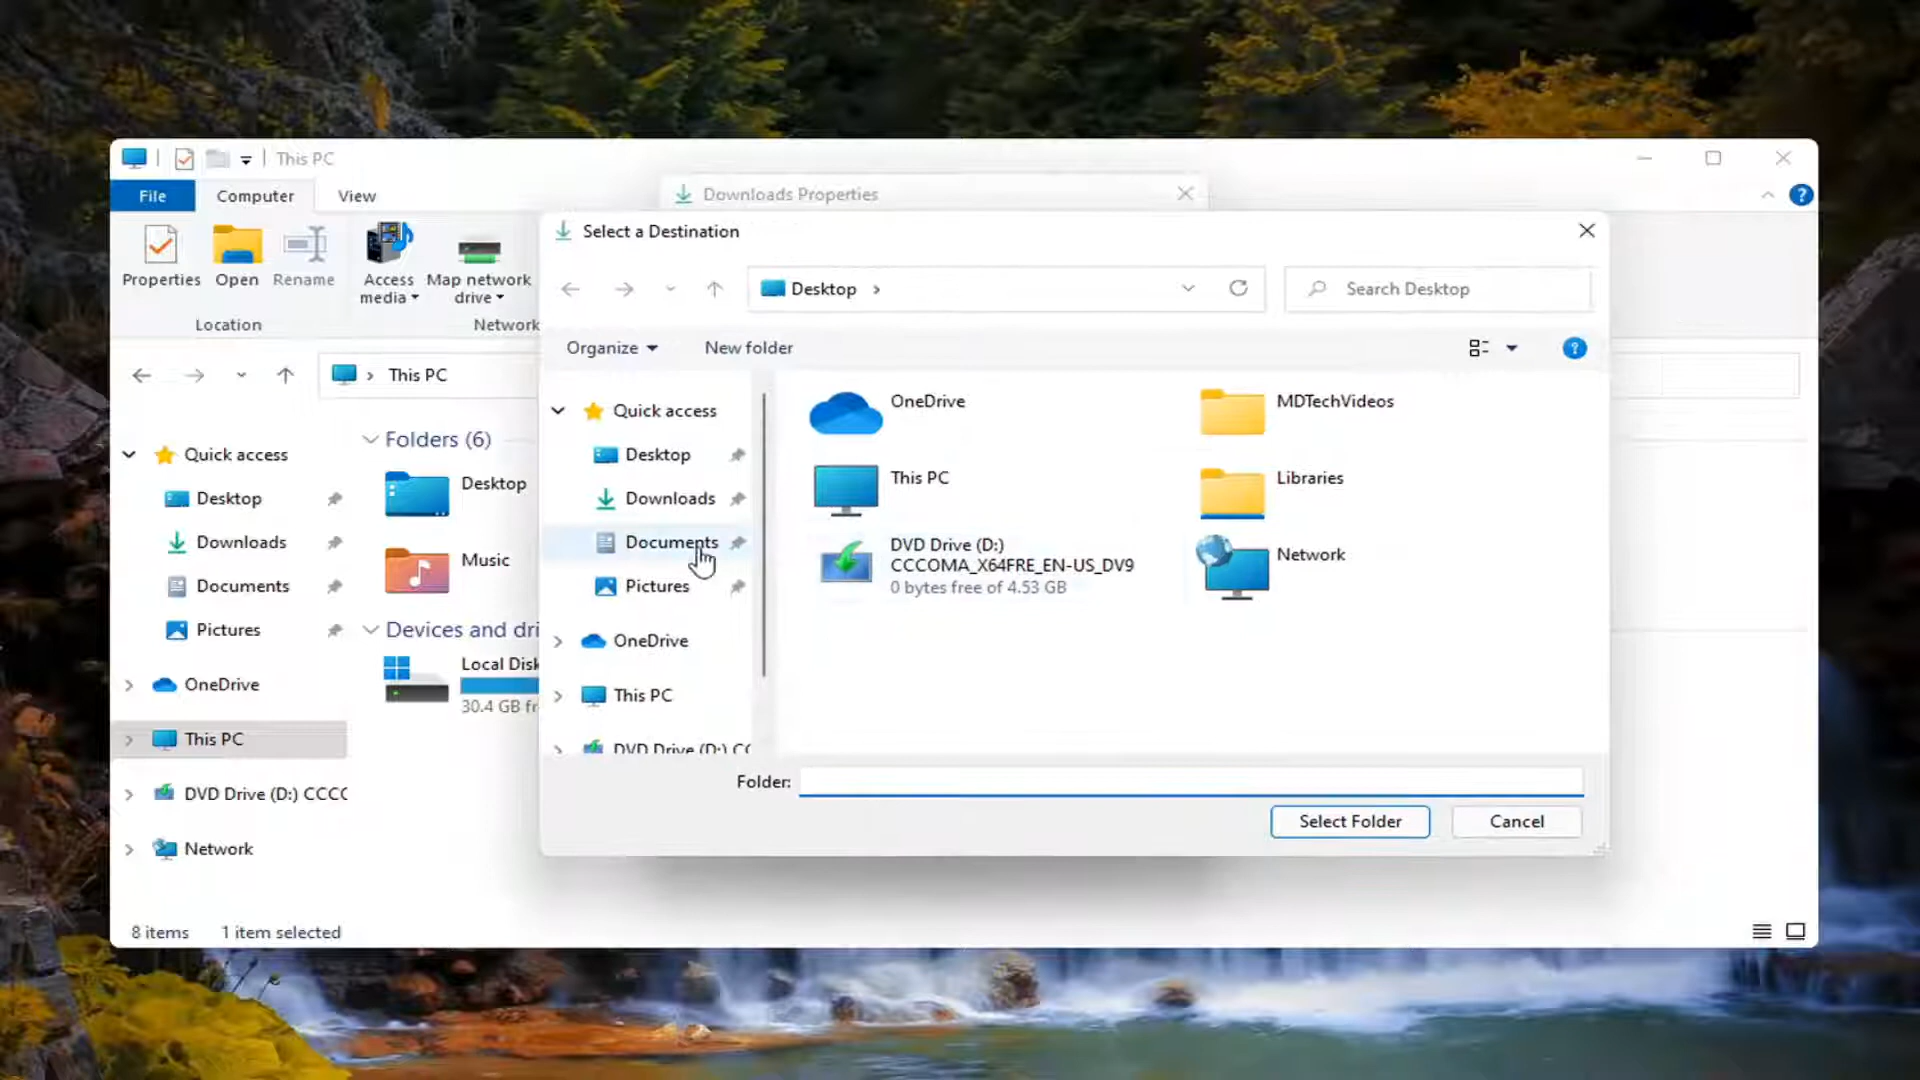 This PC
File
Computer
View
Properties
Open
Rename
Access
media
Map network
drive
Location
Network
This PC
Quick access
Desktop
Downloads
Documents
Pictures
OneDrive
This PC
DVD Drive (D:) CCC
Network
Folders (6)
Desktop
Music
Devices and dri
Local Disk
30.4 GB fr
8 items
1 item selected
Downloads Properties
Select a Destination
Desktop
Search Desktop
Organize
New folder
Quick access
Desktop
Downloads
Documents
Pictures
OneDrive
This PC
DVD Drive (D:) CC
OneDrive
MDTechVideos
This PC
Libraries
DVD Drive (D:)
CCCOMA_X64FRE_EN-US_DV9
0 bytes free of 4.53 GB
Network
Folder:
Select Folder
Cancel